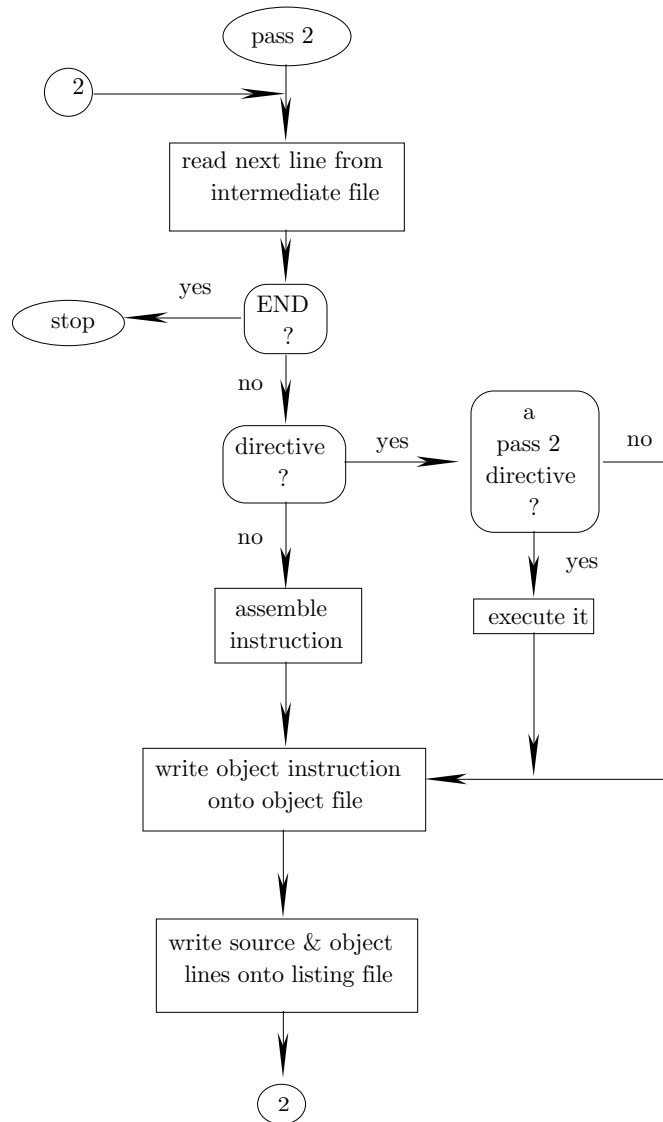 pass 2
2
read next line from
intermediate file
yes
END
?
stop
no
directive
?
yes
a
pass 2
directive
?
no
no
yes
assemble
instruction
execute it
write object instruction
onto object file
write source & object
lines onto listing file
2